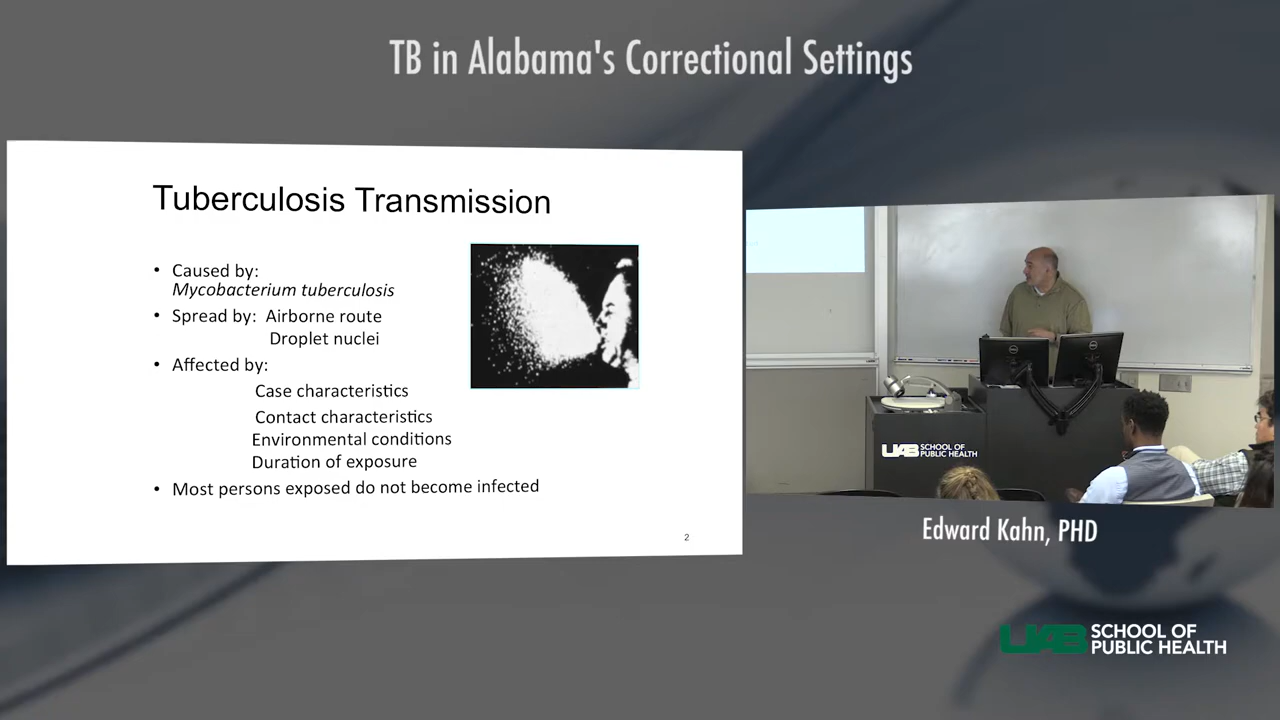 TB in Alabama's Correctional Settings
Tuberculosis Transmission
• Caused by:
Mycobacterium tuberculosis
• Spread by: Airborne route
Droplet nuclei
• Affected by:
Case characteristics
Contact characteristics
Environmental conditions
Duration of exposure
• Most persons exposed do not become infected
2
DELL
DELL
UAB SCHOOL OF
PUBLIC HEALTH
Edward Kahn, PHD
UAB SCHOOL OF
PUBLIC HEALTH